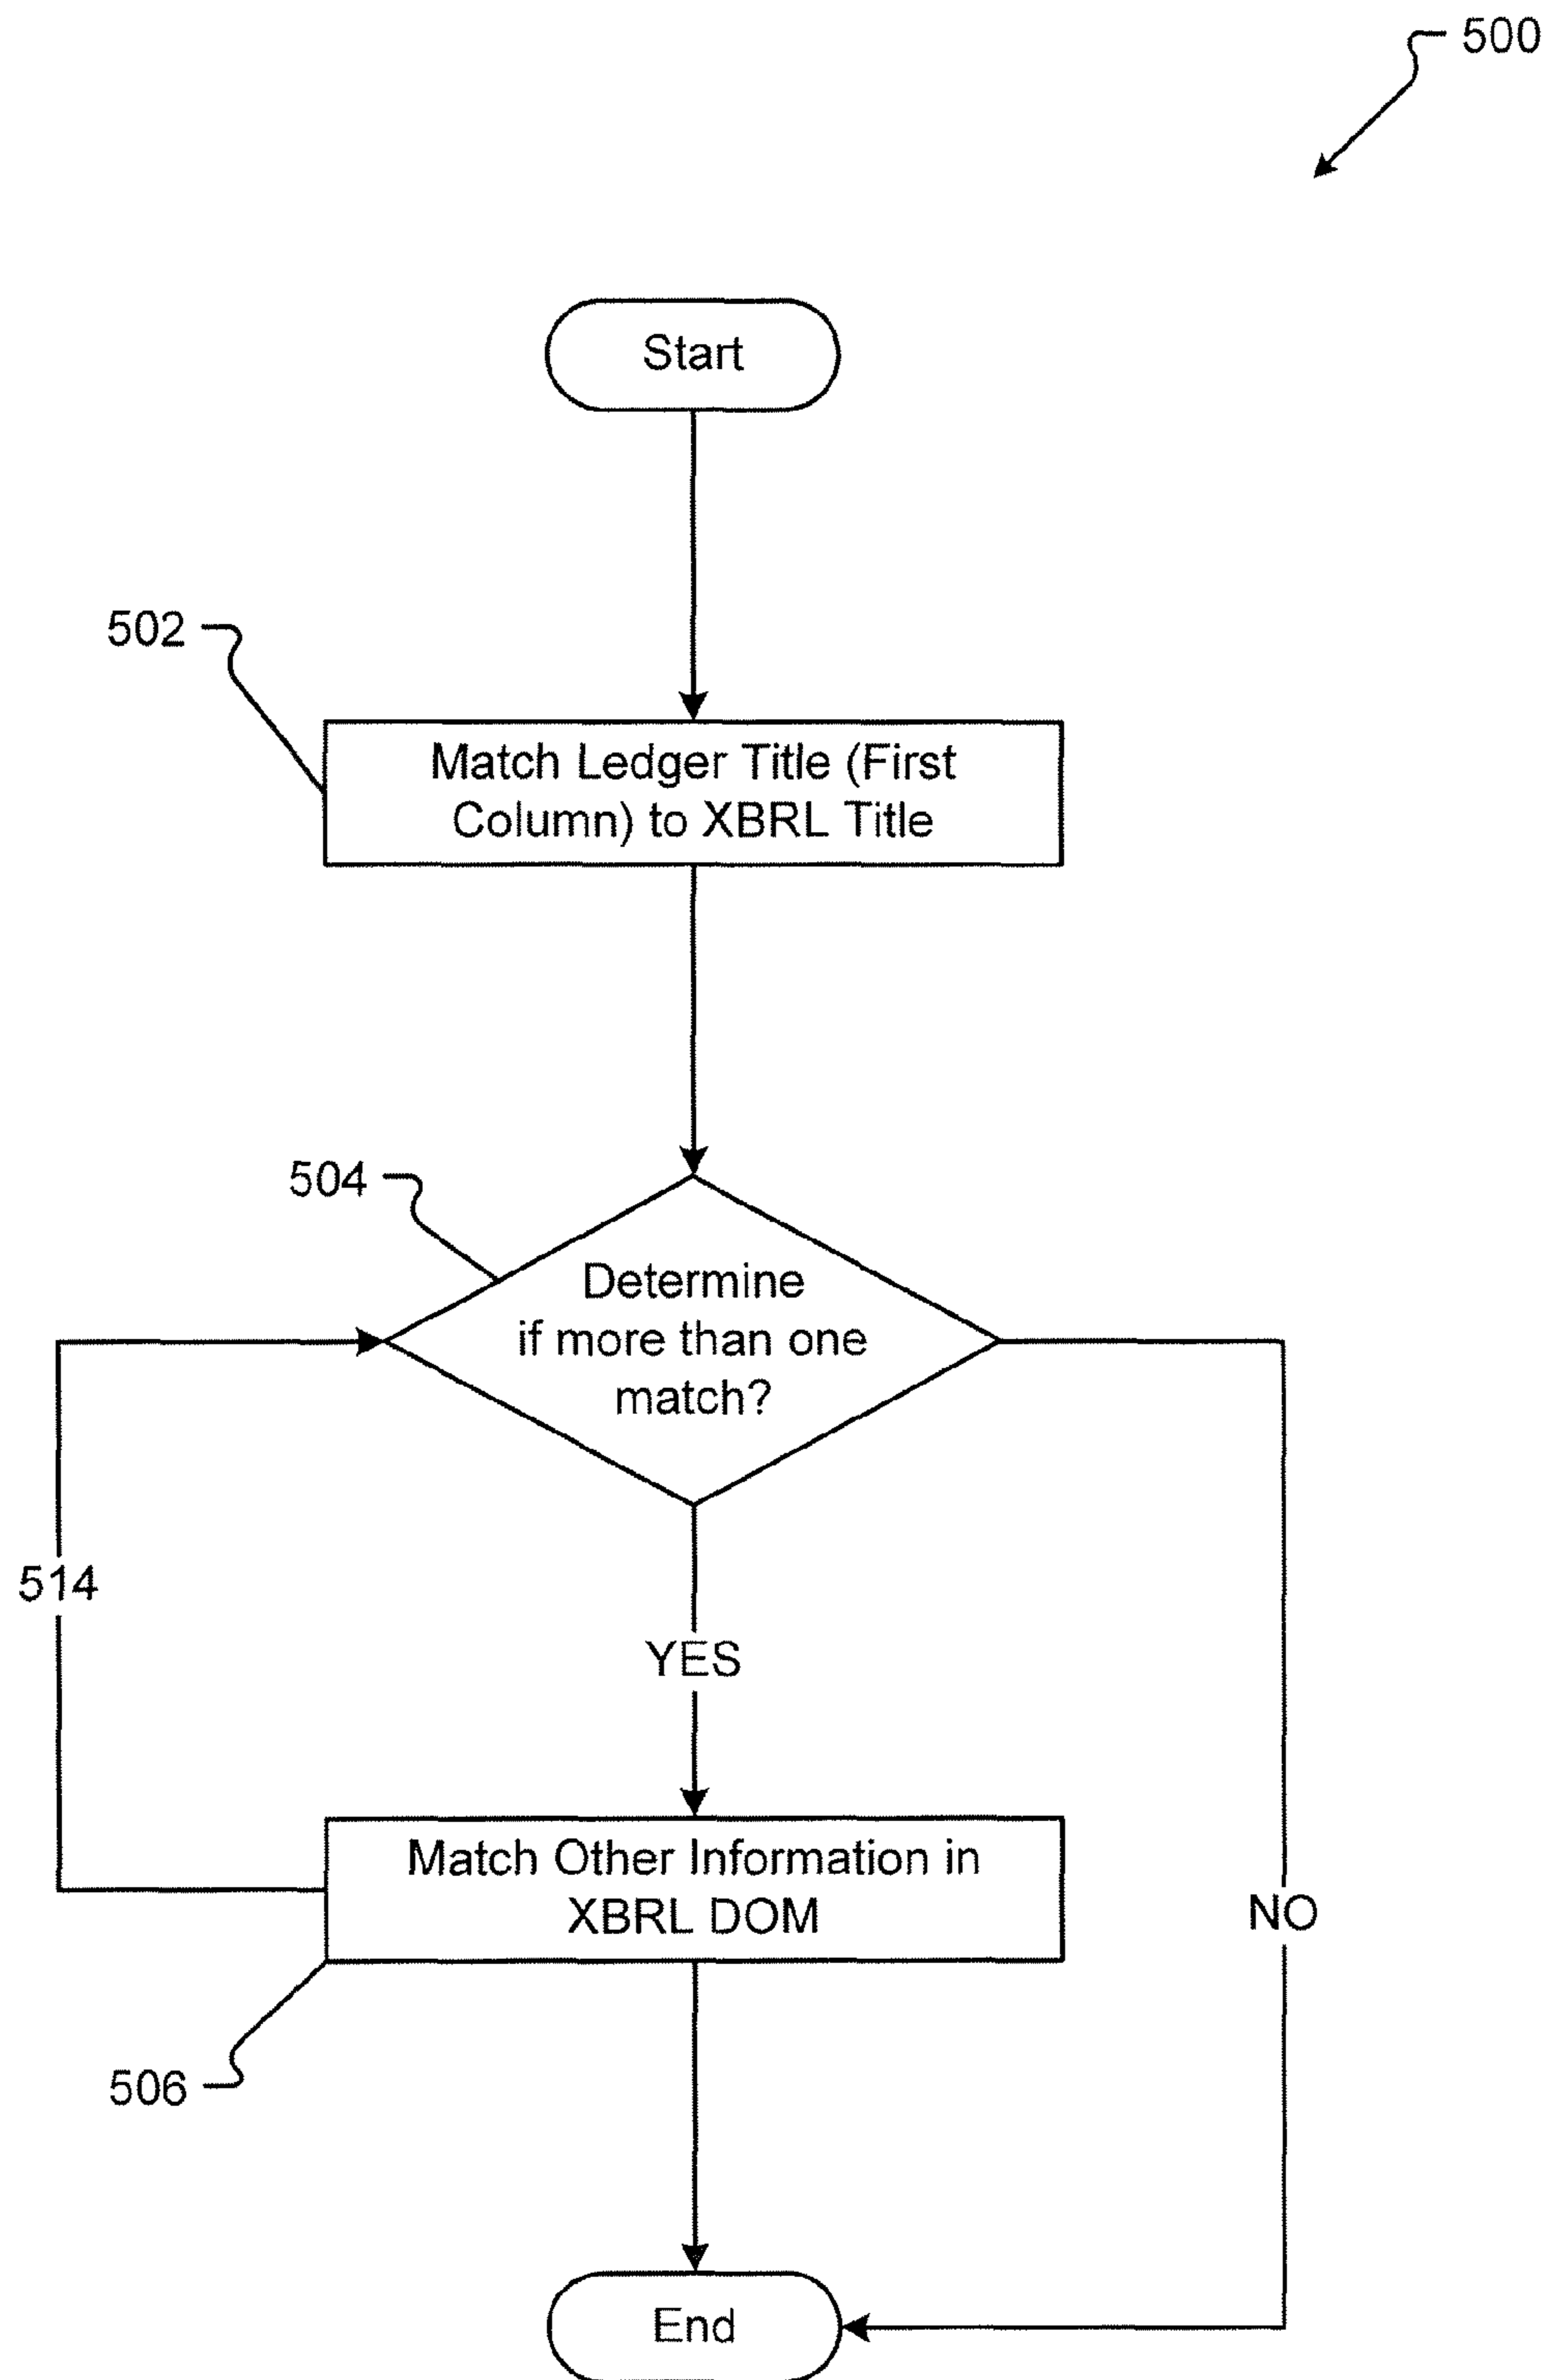 500
Start
502
Match Ledger Title (First
Column) to XBRL Title
504
Determine
if more than one
match?
514
YES
Match Other Information in
XBRL DOM
NO
506
End